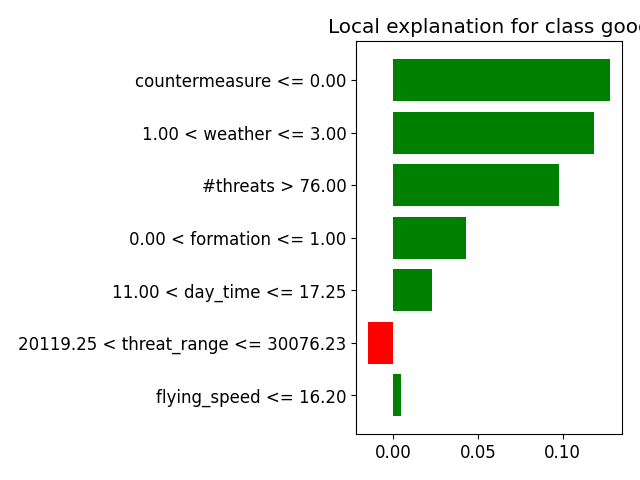 Local explanation for class good
countermeasure <= 0.00
1.00 < weather <= 3.00
#threats > 76.00
0.00 < formation <= 1.00
11.00 < day_time <= 17.25
20119.25 < threat_range <= 30076.23
flying_speed <= 16.20
0.00 0.05 0.10